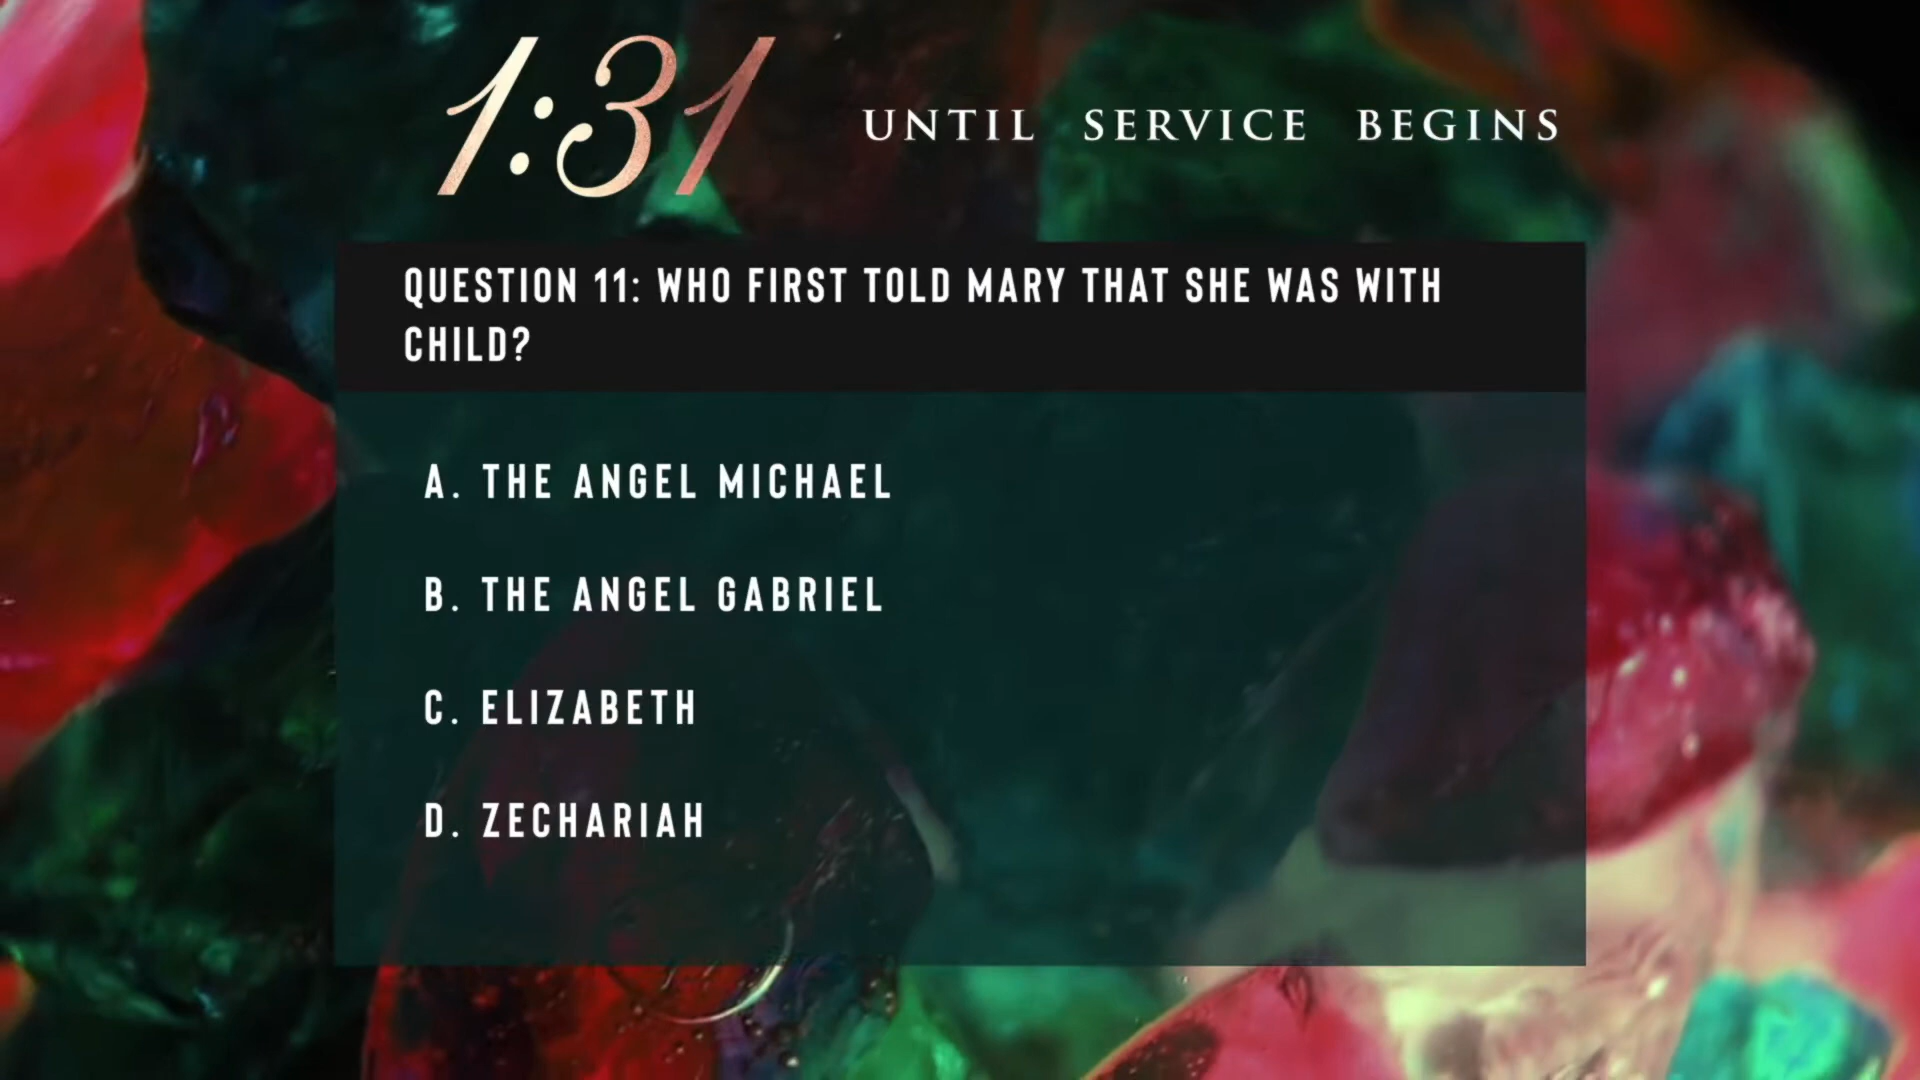 1:31 UNTIL SERVICE BEGINS
QUESTION 11: WHO FIRST TOLD MARY THAT SHE WAS WITH
CHILD?
A. THE ANGEL MICHAEL
B. THE ANGEL GABRIEL
C. ELIZABETH
D. ZECHARIAH